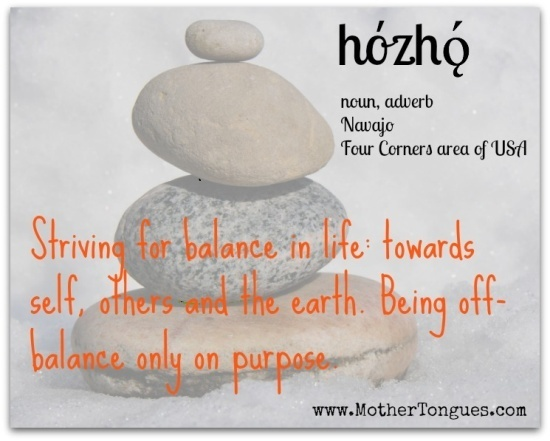 hózhǫ́
noun, adverb
Navajo
Four Corners area of USA
Striving for balance in life: towards
self, others and the earth. Being off-
balance only on purpose.
www.MotherTongues.com